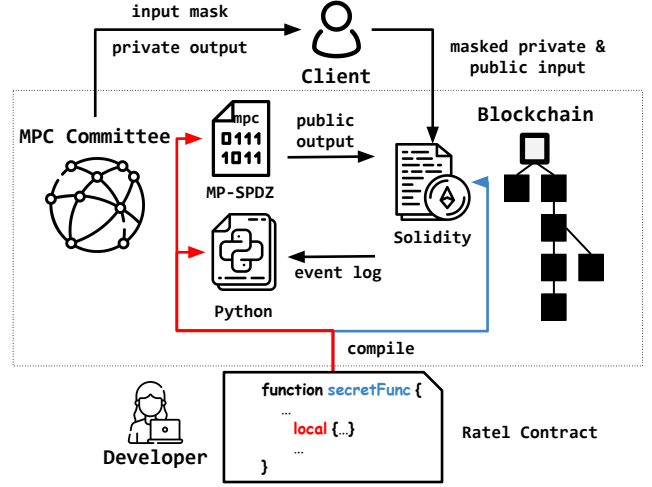 input mask
private output
Client
masked private &
public input
MPC Committee
mpc
0111
1011
MP-SPDZ
public
output
Solidity
Blockchain
Python
event log
compile
function secretFunc {
…
local {…}
…
}
Developer
Ratel Contract